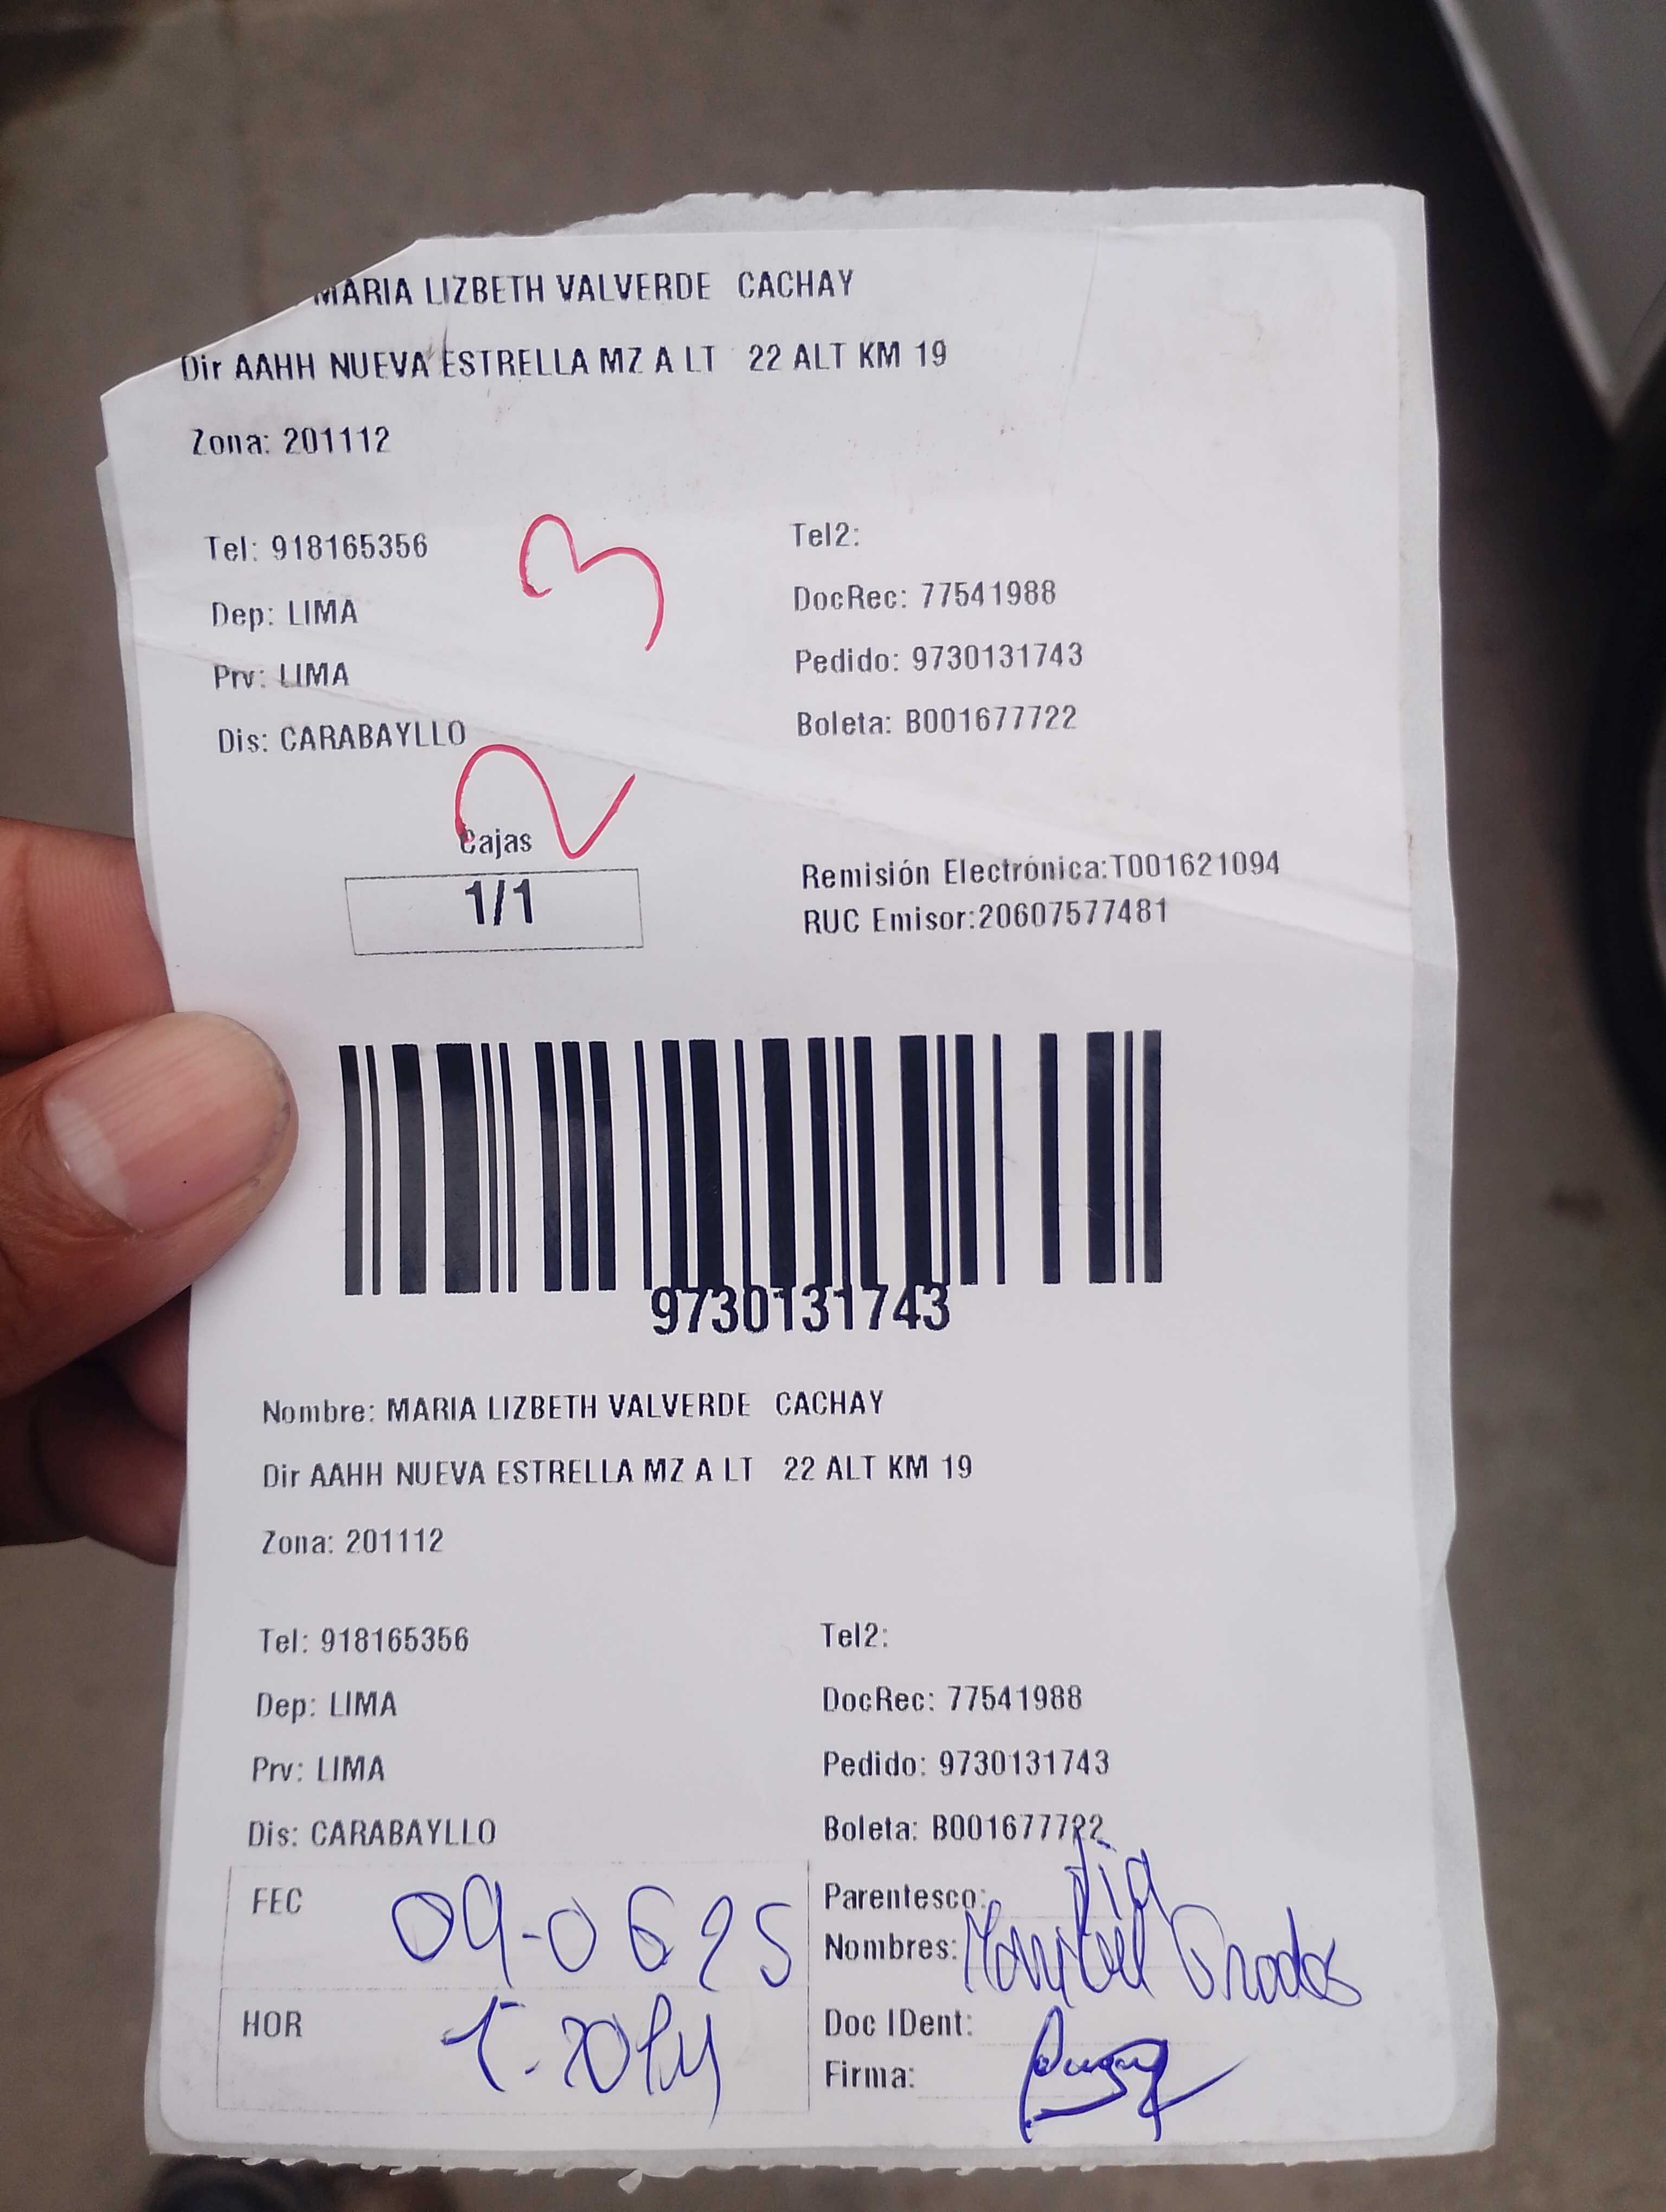 MARIA LIZBETH VALVERDE CACHAY
Dir AAHH NUEVA ESTRELLA MZ A LT 22 ALT KM 19
Zona: 201112
Tel: 918165356
Tel2:
3
Dep: LIMA
DocRec: 77541988
Prv: LIMA
Pedido: 9730131743
Dis: CARABAYLLO
Boleta: B001677722
Cajas
1/1
Remisión Electrónica:T001621094
RUC Emisor:20607577481
9730131743
Nombre: MARIA LIZBETH VALVERDE CACHAY
Dir AAHH NUEVA ESTRELLA MZ A LT 22 ALT KM 19
Zona: 201112
Tel: 918165356
Tel2:
Dep: LIMA
DocRec: 77541988
Prv: LIMA
Pedido: 9730131743
Dis: CARABAYLLO
Boleta: B001677722
FEC 09-0625
Parentesco: tia
Nombres: Maribel
HOR
Doc IDent:
Firma: